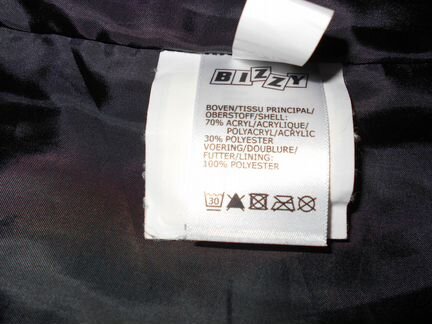 BIZZY
BOVEN/TISSU PRINCIPAL/
OBERSTOFF/SHELL:
70% ACRYL/ACRYLIQUE/
POLYACRYL/ACRYLIC
30% POLYESTER
VOERING/DOUBLURE/
FUTTER/LINING:
100% POLYESTER
30